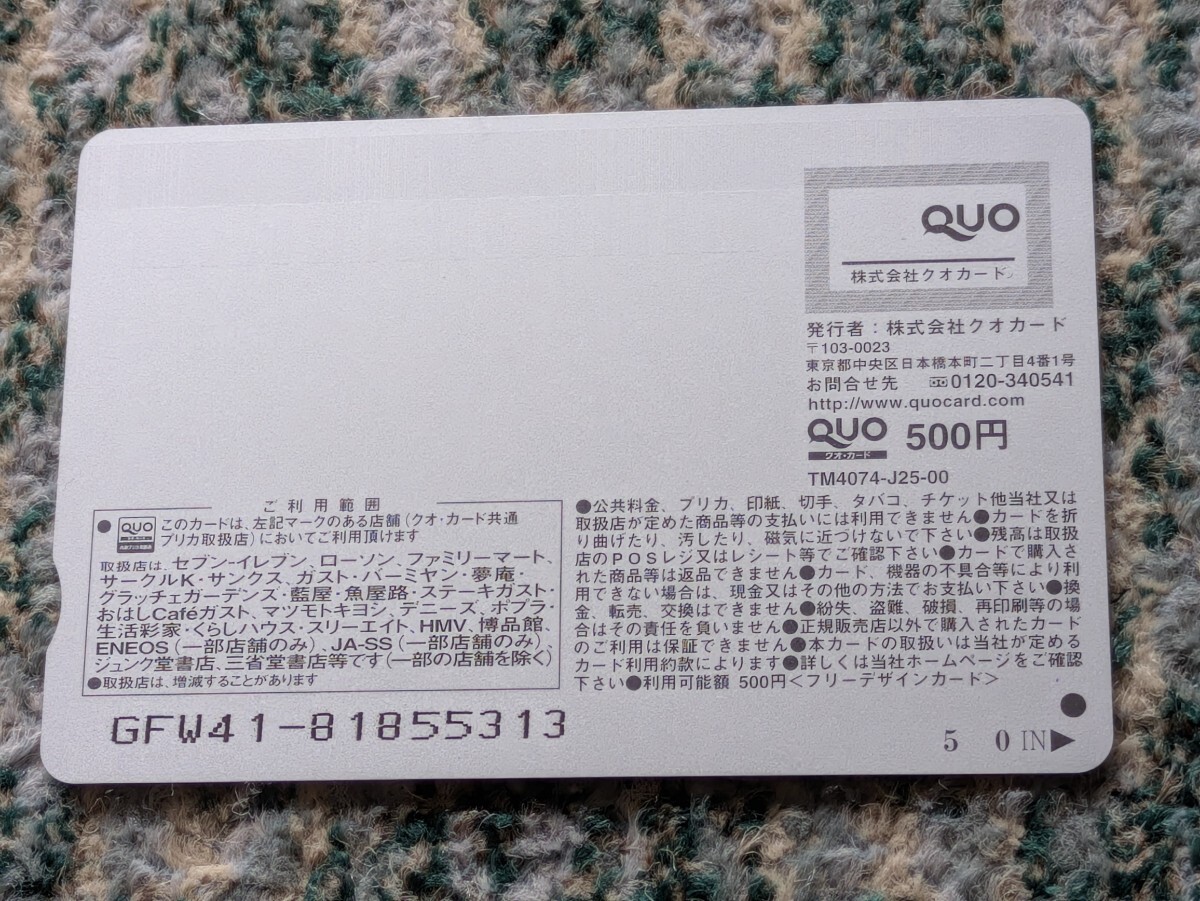 QUO
株式会社クオカード
発行者：株式会社クオカード
〒103-0023
東京都中央区日本橋本町二丁目4番1号
お問合せ先 0120-340541
http://www.quocard.com
QUO 500円
クオ・カード
TM4074-J25-00
ご利用範囲
●QUO このカードは、左記マークのある店舗(クオ・カード共通
プリカ取扱店)においてご利用頂けます
取扱店は、セブン-イレブン、ローソン、ファミリーマート、
サークルK・サンクス、ガスト・バーミヤン・夢庵・
グラッチェガーデンズ・藍屋・魚屋路・ステーキガスト・
おはしCaféガスト、マツモトキヨシ、デニーズ、ポプラ・
生活彩家・くらしハウス・スリーエイト、HMV、博品館、
ENEOS(一部店舗のみ)、JA-SS(一部店舗のみ)、
ジュンク堂書店、三省堂書店等です(一部の店舗を除く)
●取扱店は、増減することがあります
●公共料金、プリカ、印紙、切手、タバコ、チケット他当社又は
取扱店が定めた商品等の支払いには利用できません●カードを折
り曲げたり、汚したり、磁気に近づけないで下さい●残高は取扱
店のPOSレジ又はレシート等でご確認下さい●カードで購入さ
れた商品等は返品できません●カード、機器の不具合等により利
用できない場合は、現金又はその他の方法でお支払い下さい●換
金、転売、交換はできません●紛失、盗難、破損、再印刷等の場
合はその責任を負いません●正規販売店以外で購入されたカード
のご利用は保証できません●本カードの取扱いは当社が定める
カード利用約款によります●詳しくは当社ホームページをご確認
下さい●利用可能額 500円<フリーデザインカード>
GFW41-81855313
5 0 IN▶